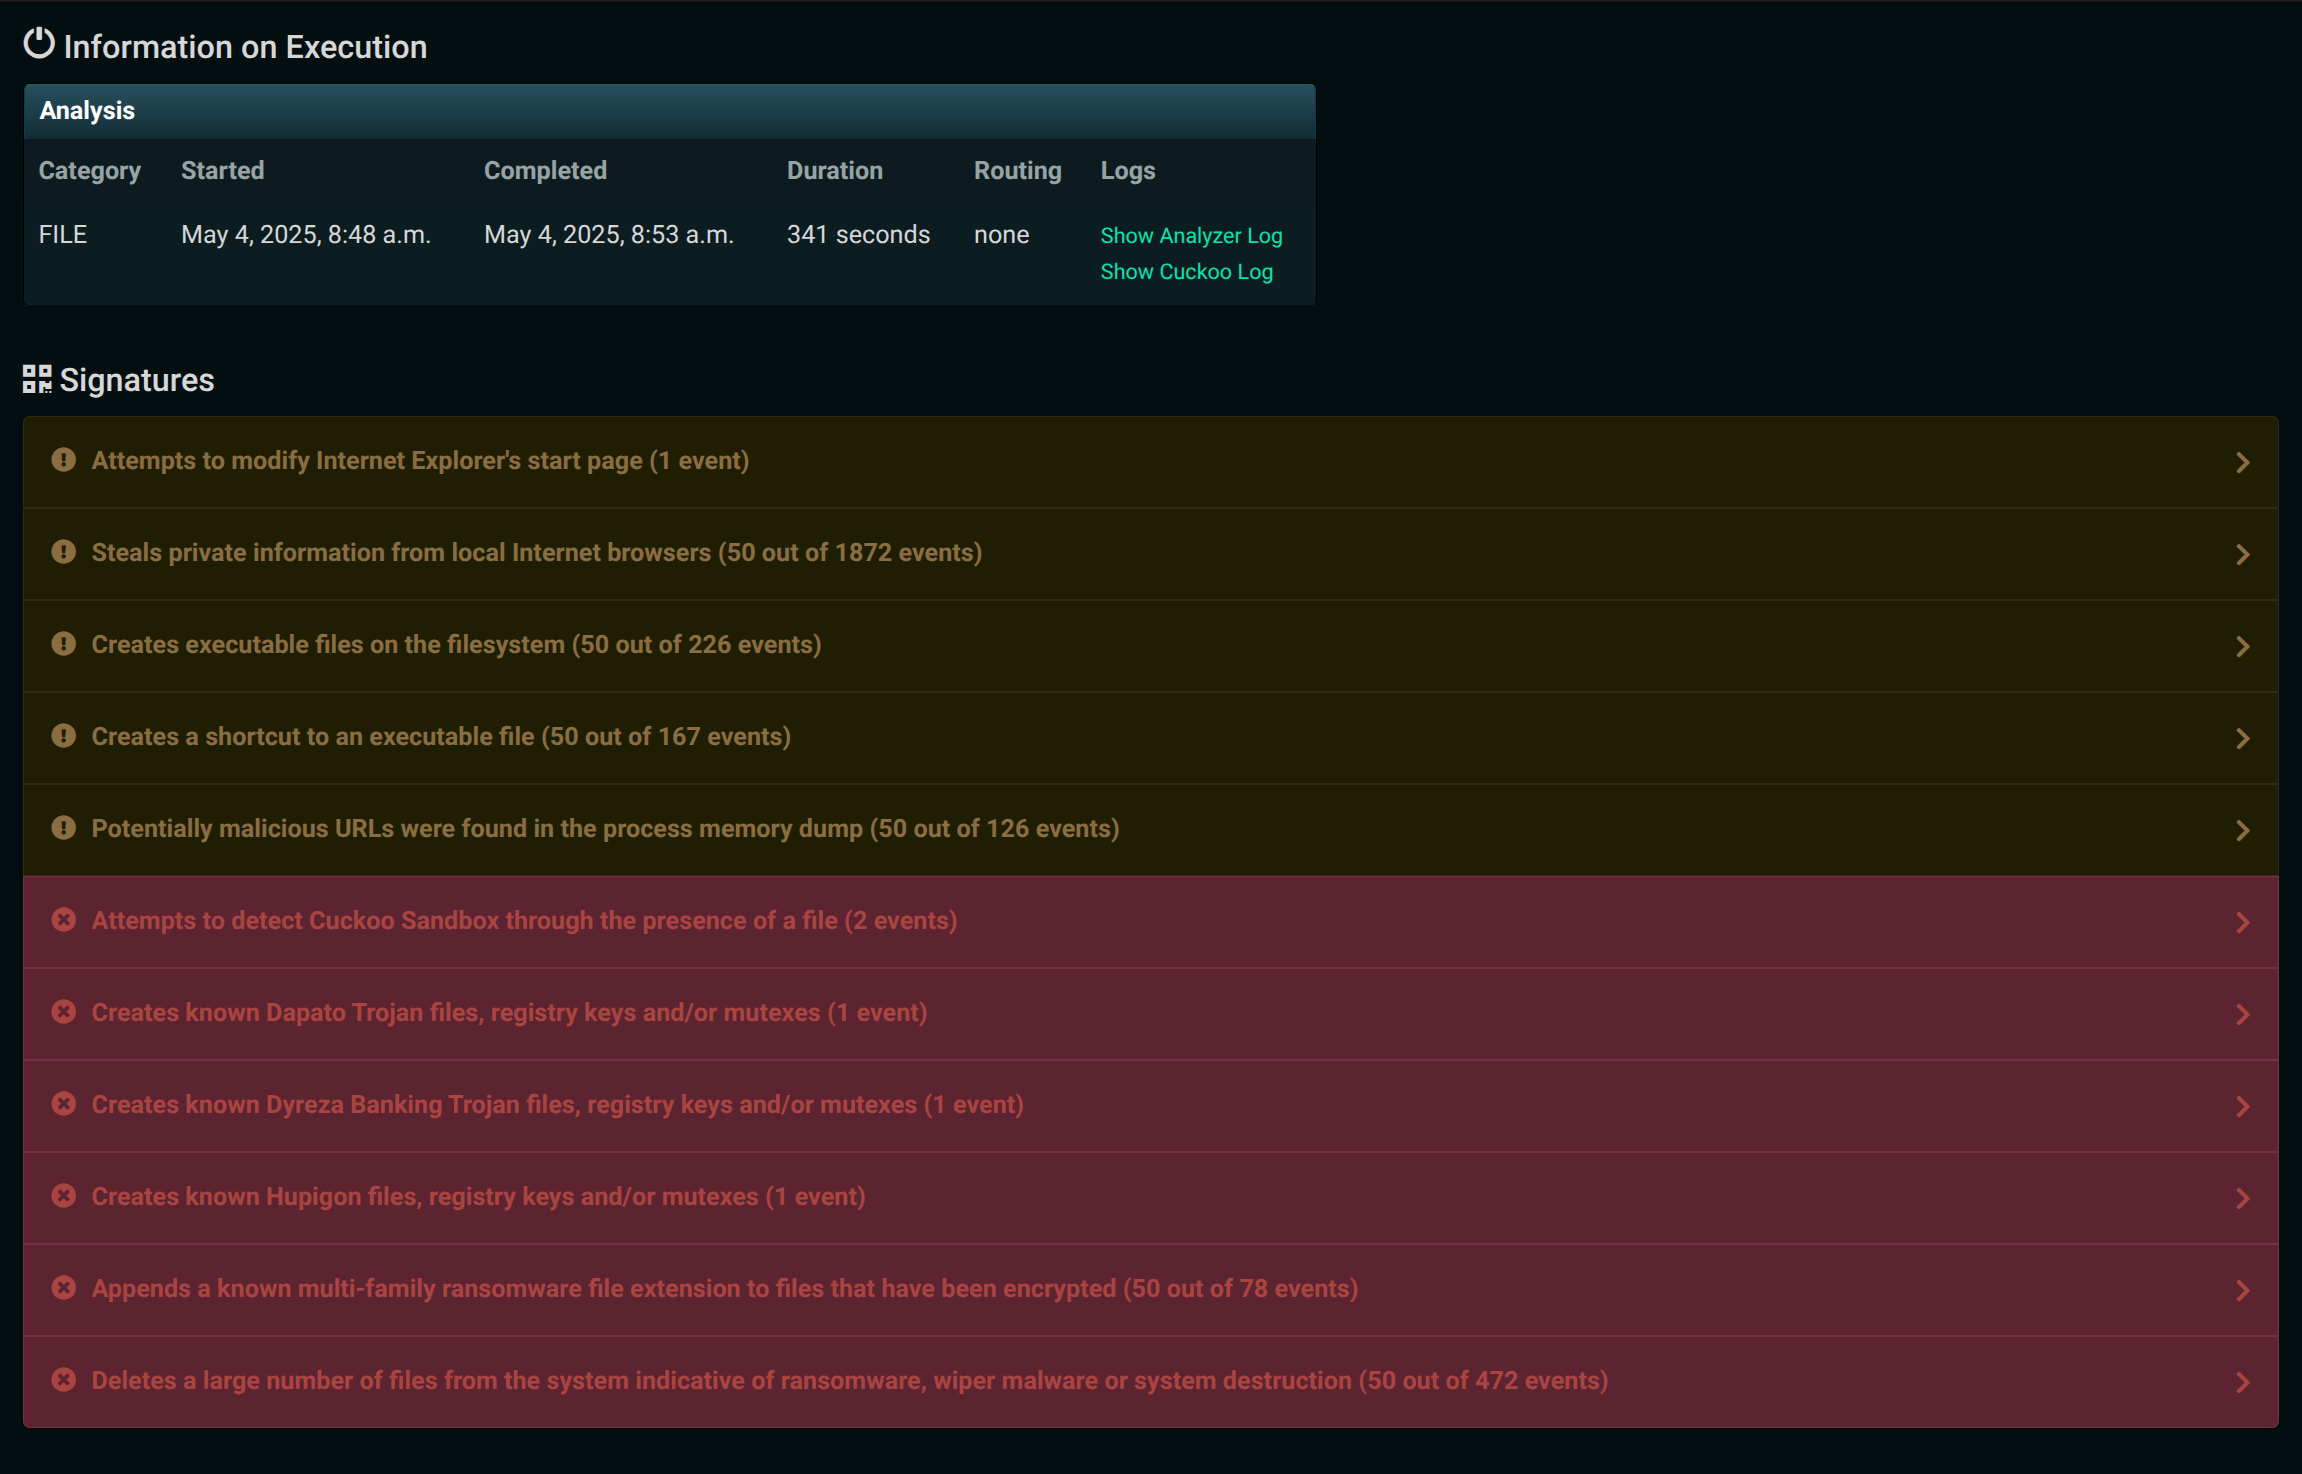 Information on Execution
Analysis
Category Started Completed Duration Routing Logs
FILE May 4, 2025, 8:48 a.m. May 4, 2025, 8:53 a.m. 341 seconds none Show Analyzer Log
Show Cuckoo Log
Signatures
Attempts to modify Internet Explorer's start page (1 event)
Steals private information from local Internet browsers (50 out of 1872 events)
Creates executable files on the filesystem (50 out of 226 events)
Creates a shortcut to an executable file (50 out of 167 events)
Potentially malicious URLs were found in the process memory dump (50 out of 126 events)
Attempts to detect Cuckoo Sandbox through the presence of a file (2 events)
Creates known Dapato Trojan files, registry keys and/or mutexes (1 event)
Creates known Dyreza Banking Trojan files, registry keys and/or mutexes (1 event)
Creates known Hupigon files, registry keys and/or mutexes (1 event)
Appends a known multi-family ransomware file extension to files that have been encrypted (50 out of 78 events)
Deletes a large number of files from the system indicative of ransomware, wiper malware or system destruction (50 out of 472 events)